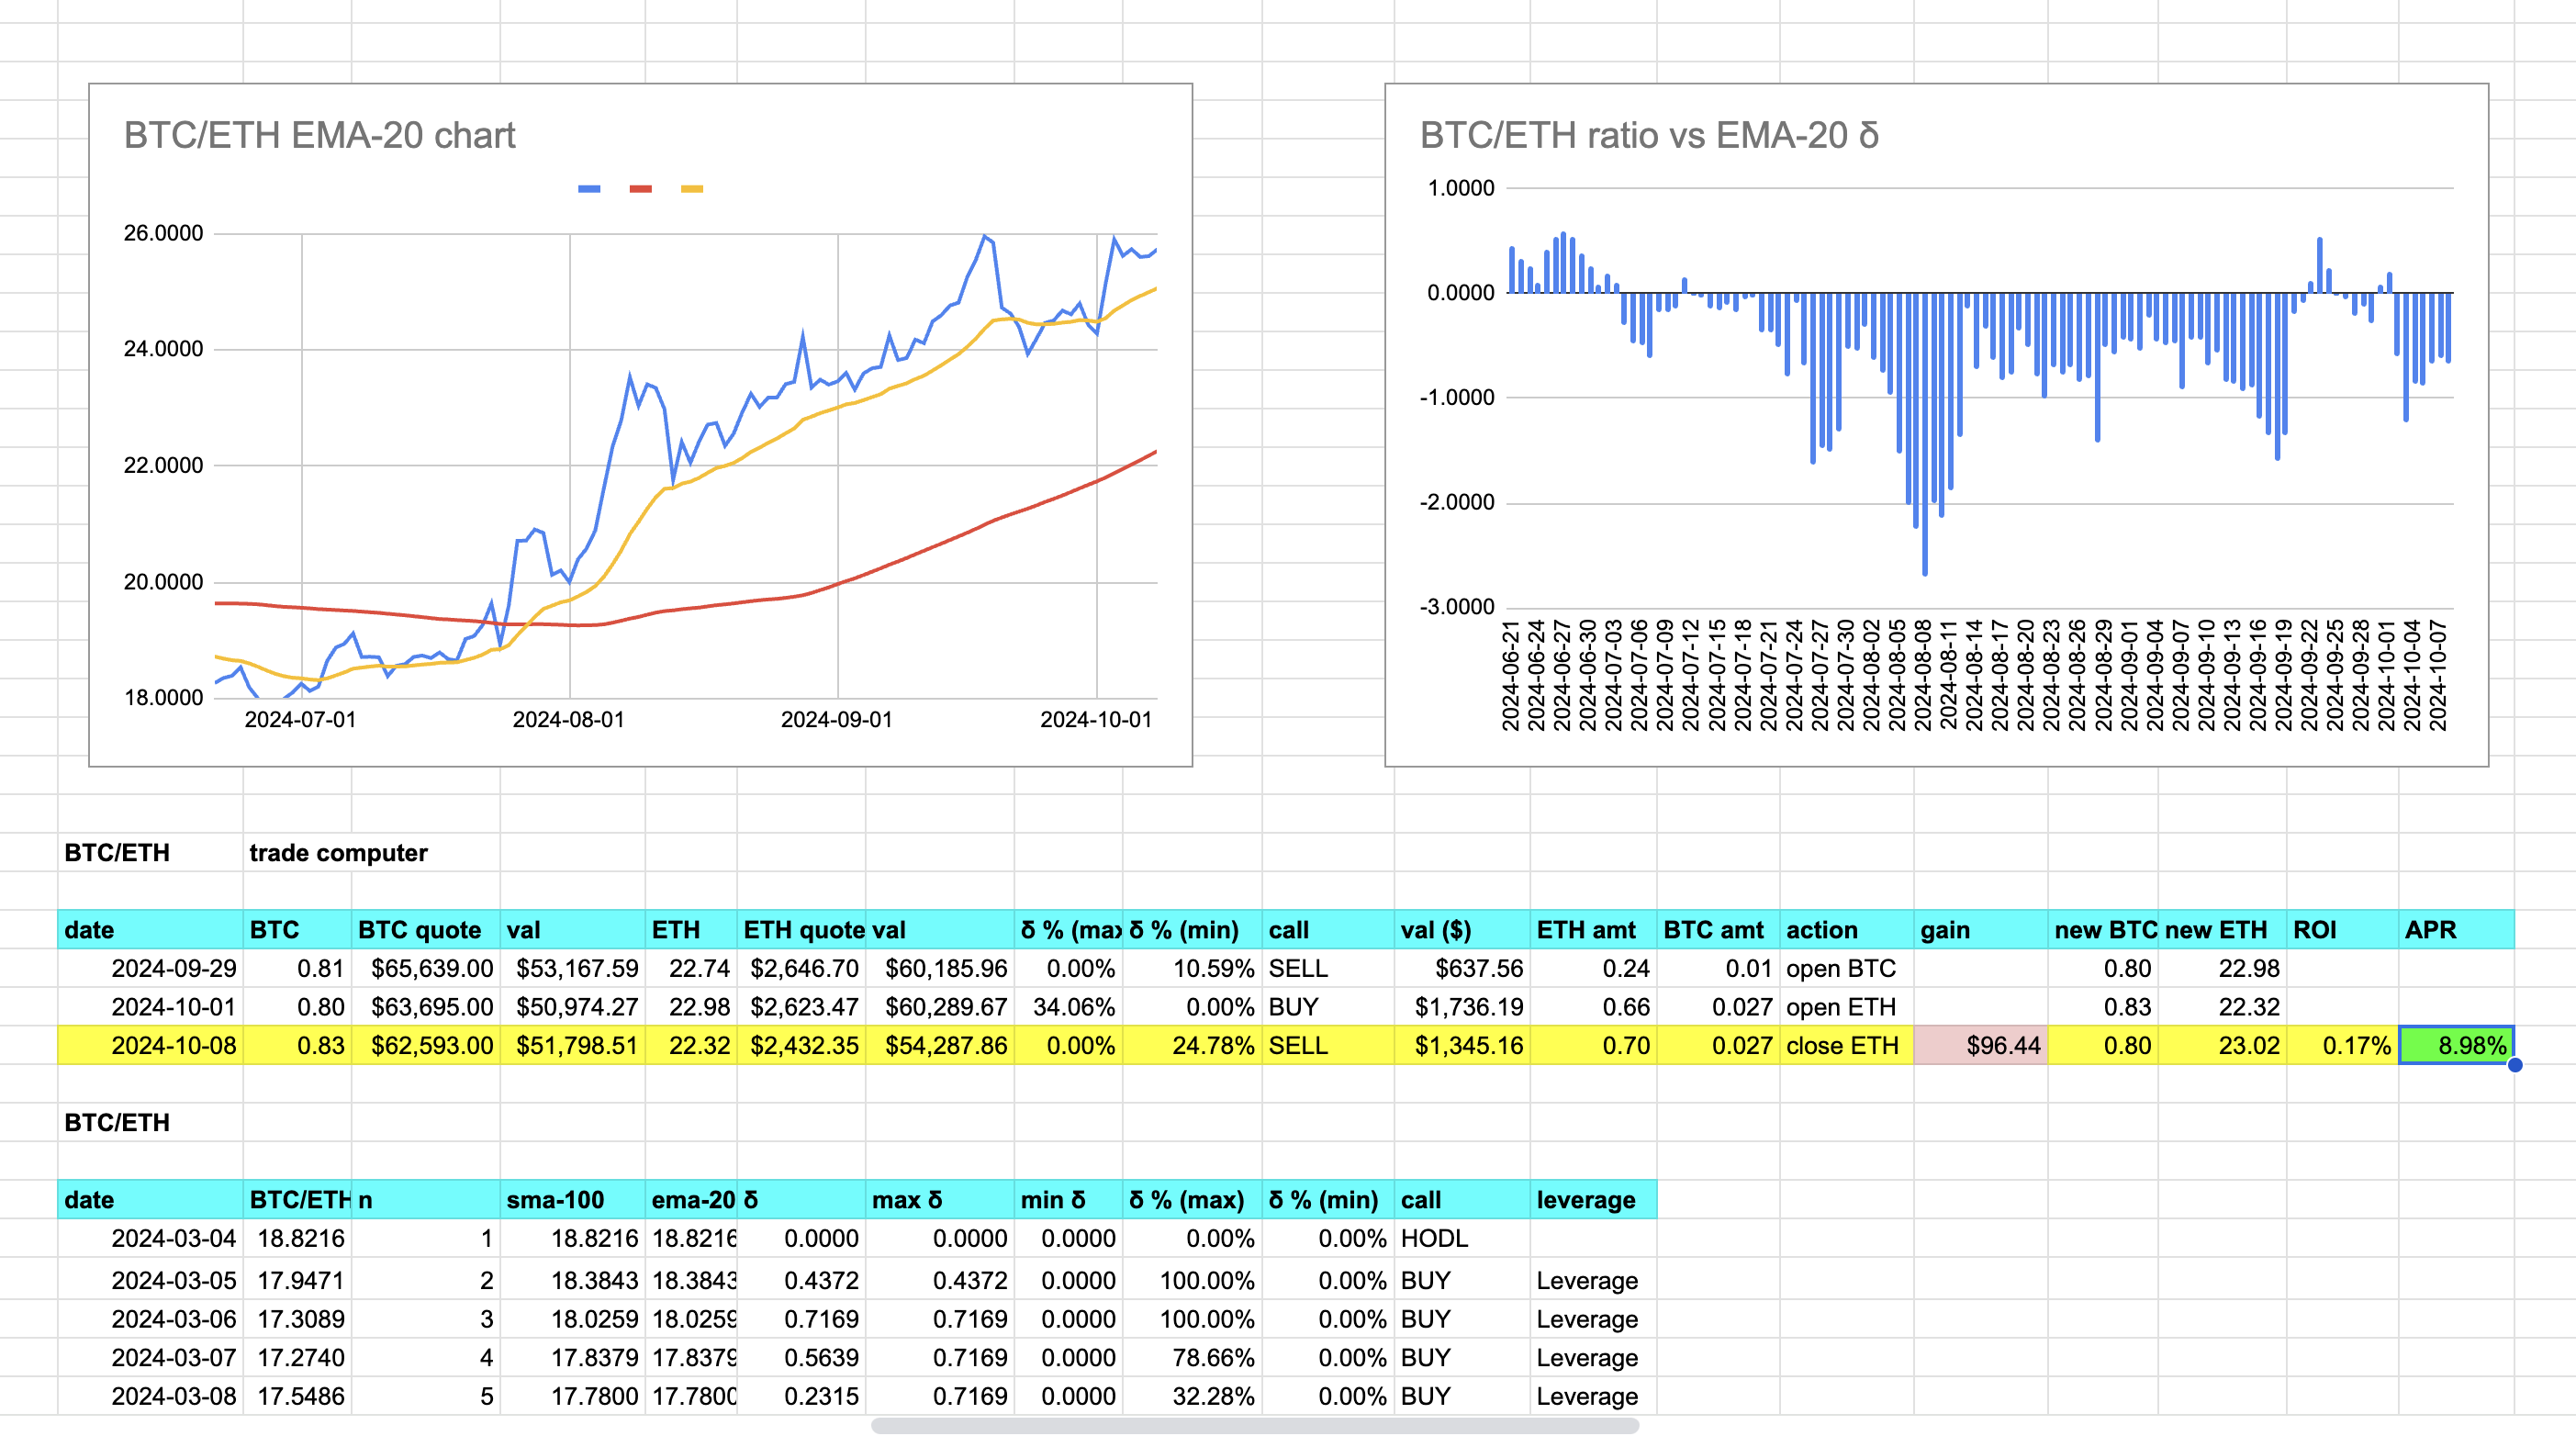 BTC/ETH EMA-20 chart
26.0000
24.0000
22.0000
20.0000
18.0000
2024-07-01 2024-08-01 2024-09-01 2024-10-01
BTC/ETH ratio vs EMA-20 δ
1.0000
0.0000
-1.0000
-2.0000
-3.0000
2024-06-21 2024-06-24 2024-06-27 2024-06-30 2024-07-03 2024-07-06 2024-07-09 2024-07-12 2024-07-15 2024-07-18 2024-07-21 2024-07-24 2024-07-27 2024-07-30 2024-08-02 2024-08-05 2024-08-08 2024-08-11 2024-08-14 2024-08-17 2024-08-20 2024-08-23 2024-08-26 2024-08-29 2024-09-01 2024-09-04 2024-09-07 2024-09-10 2024-09-13 2024-09-16 2024-09-19 2024-09-22 2024-09-25 2024-09-28 2024-10-01 2024-10-04 2024-10-07
BTC/ETH trade computer
date BTC BTC quote val ETH ETH quote val δ % (max δ % (min) call val ($) ETH amt BTC amt action gain new BTC new ETH ROI APR
2024-09-29 0.81 $65,639.00 $53,167.59 22.74 $2,646.70 $60,185.96 0.00% 10.59% SELL $637.56 0.24 0.01 open BTC 0.80 22.98
2024-10-01 0.80 $63,695.00 $50,974.27 22.98 $2,623.47 $60,289.67 34.06% 0.00% BUY $1,736.19 0.66 0.027 open ETH 0.83 22.32
2024-10-08 0.83 $62,593.00 $51,798.51 22.32 $2,432.35 $54,287.86 0.00% 24.78% SELL $1,345.16 0.70 0.027 close ETH $96.44 0.80 23.02 0.17% 8.98%
BTC/ETH
date BTC/ETH n sma-100 ema-20 δ max δ min δ δ % (max) δ % (min) call leverage
2024-03-04 18.8216 1 18.8216 18.8216 0.0000 0.0000 0.0000 0.00% 0.00% HODL
2024-03-05 17.9471 2 18.3843 18.3843 0.4372 0.4372 0.0000 100.00% 0.00% BUY Leverage
2024-03-06 17.3089 3 18.0259 18.0259 0.7169 0.7169 0.0000 100.00% 0.00% BUY Leverage
2024-03-07 17.2740 4 17.8379 17.8379 0.5639 0.7169 0.0000 78.66% 0.00% BUY Leverage
2024-03-08 17.5486 5 17.7800 17.7800 0.2315 0.7169 0.0000 32.28% 0.00% BUY Leverage